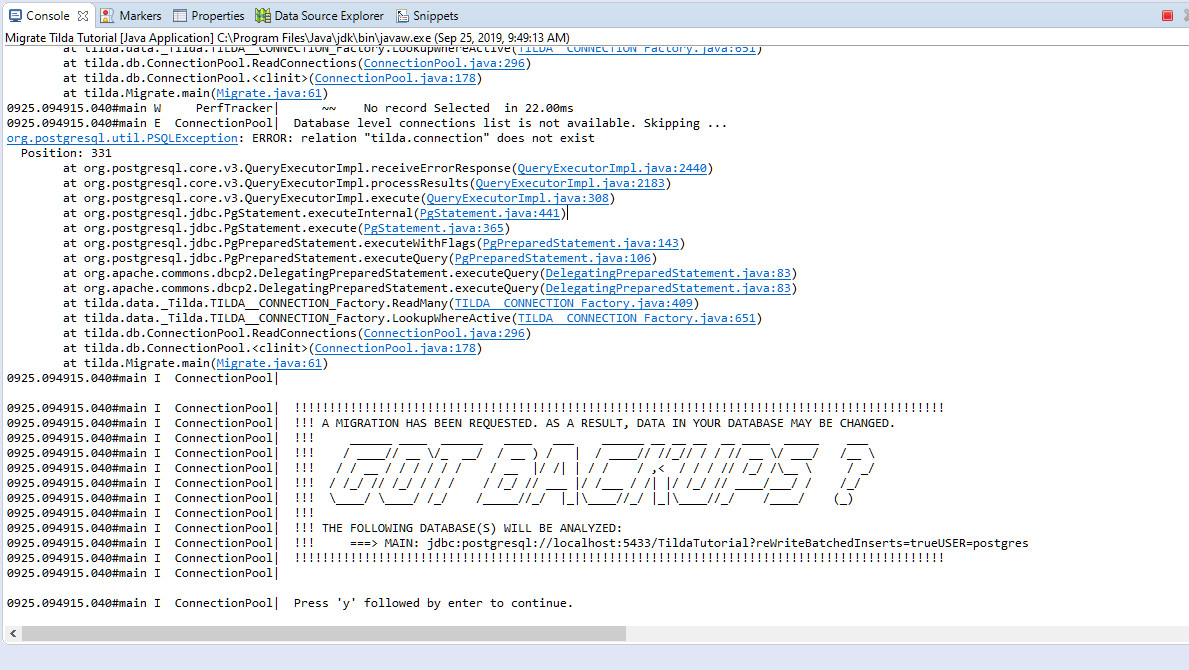 Console Markers Properties Data Source Explorer Snippets
Migrate Tilda Tutorial [Java Application] C:\Program Files\Java\jdk\bin\javaw.exe (Sep 25, 2019, 9:49:13 AM)
at tilda.data._Tilda.TILDA__CONNECTION_Factory.LookupWhereActive(TILDA__CONNECTION_Factory.java:651)
at tilda.db.ConnectionPool.ReadConnections(ConnectionPool.java:296)
at tilda.db.ConnectionPool.<clinit>(ConnectionPool.java:178)
at tilda.Migrate.main(Migrate.java:61)
0925.094915.040#main W PerfTracker| ~~ No record Selected in 22.00ms
0925.094915.040#main E ConnectionPool| Database level connections list is not available. Skipping ...
org.postgresql.util.PSQLException: ERROR: relation "tilda.connection" does not exist
Position: 331
at org.postgresql.core.v3.QueryExecutorImpl.receiveErrorResponse(QueryExecutorImpl.java:2440)
at org.postgresql.core.v3.QueryExecutorImpl.processResults(QueryExecutorImpl.java:2183)
at org.postgresql.core.v3.QueryExecutorImpl.execute(QueryExecutorImpl.java:308)
at org.postgresql.jdbc.PgStatement.executeInternal(PgStatement.java:441)
at org.postgresql.jdbc.PgStatement.execute(PgStatement.java:365)
at org.postgresql.jdbc.PgPreparedStatement.executeWithFlags(PgPreparedStatement.java:143)
at org.postgresql.jdbc.PgPreparedStatement.executeQuery(PgPreparedStatement.java:106)
at org.apache.commons.dbcp2.DelegatingPreparedStatement.executeQuery(DelegatingPreparedStatement.java:83)
at org.apache.commons.dbcp2.DelegatingPreparedStatement.executeQuery(DelegatingPreparedStatement.java:83)
at tilda.data._Tilda.TILDA__CONNECTION_Factory.ReadMany(TILDA__CONNECTION_Factory.java:409)
at tilda.data._Tilda.TILDA__CONNECTION_Factory.LookupWhereActive(TILDA__CONNECTION_Factory.java:651)
at tilda.db.ConnectionPool.ReadConnections(ConnectionPool.java:296)
at tilda.db.ConnectionPool.<clinit>(ConnectionPool.java:178)
at tilda.Migrate.main(Migrate.java:61)
0925.094915.040#main I ConnectionPool|
0925.094915.040#main I ConnectionPool| !!!!!!!!!!!!!!!!!!!!!!!!!!!!!!!!!!!!!!!!!!!!!!!!!!!!!!!!!!!!!!!!!!!!!!!!!!!!!!!!!!!!!!!!!!!!!
0925.094915.040#main I ConnectionPool| !!! A MIGRATION HAS BEEN REQUESTED. AS A RESULT, DATA IN YOUR DATABASE MAY BE CHANGED.
0925.094915.040#main I ConnectionPool| !!!
0925.094915.040#main I ConnectionPool| !!!
0925.094915.040#main I ConnectionPool| !!! GOT BACKUPS ?
0925.094915.040#main I ConnectionPool| !!!
0925.094915.040#main I ConnectionPool| !!!
0925.094915.040#main I ConnectionPool| !!!
0925.094915.040#main I ConnectionPool| !!! THE FOLLOWING DATABASE(S) WILL BE ANALYZED:
0925.094915.040#main I ConnectionPool| !!! ===> MAIN: jdbc:postgresql://localhost:5433/TildaTutorial?reWriteBatchedInserts=trueUSER=postgres
0925.094915.040#main I ConnectionPool| !!!!!!!!!!!!!!!!!!!!!!!!!!!!!!!!!!!!!!!!!!!!!!!!!!!!!!!!!!!!!!!!!!!!!!!!!!!!!!!!!!!!!!!!!!!!!
0925.094915.040#main I ConnectionPool|
0925.094915.040#main I ConnectionPool| Press 'y' followed by enter to continue.